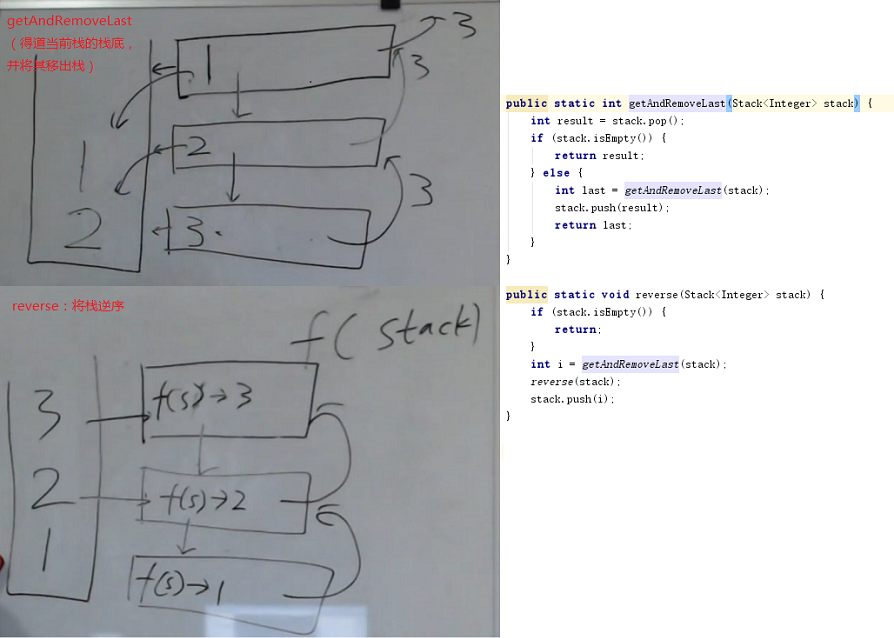 getAndRemoveLast
（得道当前栈的栈底，
并将其移出栈）
1
2
1
2
3.
3
3
3
public static int getAndRemoveLast(Stack<Integer> stack) {
int result = stack.pop();
if (stack.isEmpty()) {
return result;
} else {
int last = getAndRemoveLast(stack);
stack.push(result);
return last;
}
}
reverse：将栈逆序
f( stack)
3
2
1
f(s)→3
f(s)→2
f(s)→1
public static void reverse(Stack<Integer> stack) {
if (stack.isEmpty()) {
return;
}
int i = getAndRemoveLast(stack);
reverse(stack);
stack.push(i);
}